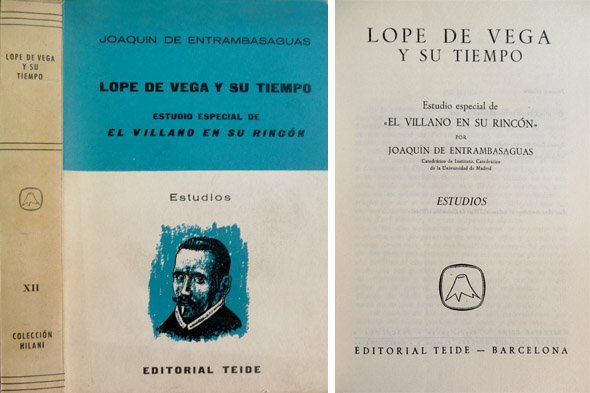 LOPE DE VEGA
Y SU
TIEMPO
XII
COLECCIÓN
HILANI
JOAQUIN DE ENTRAMBASAGUAS
LOPE DE VEGA Y SU TIEMPO
ESTUDIO ESPECIAL DE
EL VILLANO EN SU RINCÓN
Estudios
EDITORIAL TEIDE
LOPE DE VEGA
Y SU TIEMPO
Estudio especial de
«EL VILLANO EN SU RINCÓN»
POR
JOAQUÍN DE ENTRAMBASAGUAS
Catedrático de Instituto, Catedrático
de la Universidad de Madrid
ESTUDIOS
EDITORIAL TEIDE — BARCELONA